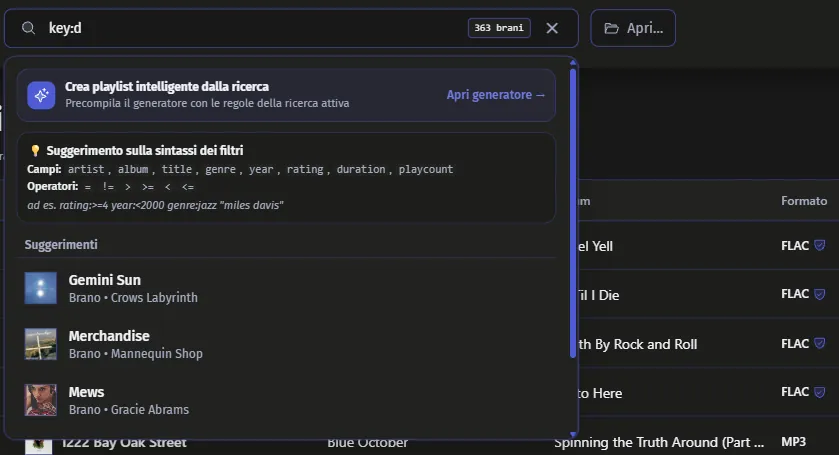 key:d
363 brani
Apri...
Crea playlist intelligente dalla ricerca
Precompila il generatore con le regole della ricerca attiva
Apri generatore →
💡 Suggerimento sulla sintassi dei filtri
Campi: artist, album, title, genre, year, rating, duration, playcount
Operatori: = != > >= < <=
ad es. rating:>=4 year:<2000 genre:jazz "miles davis"
Formato
Suggerimenti
Gemini Sun
Brano • Crows Labyrinth
Yell
FLAC
I Die
FLAC
Merchandise
Brano • Mannequin Shop
By Rock and Roll
FLAC
Mews
Brano • Gracie Abrams
to Here
FLAC
1222 Bay Oak Street
Blue October
Spinning the Truth Around (Part ...
MP3